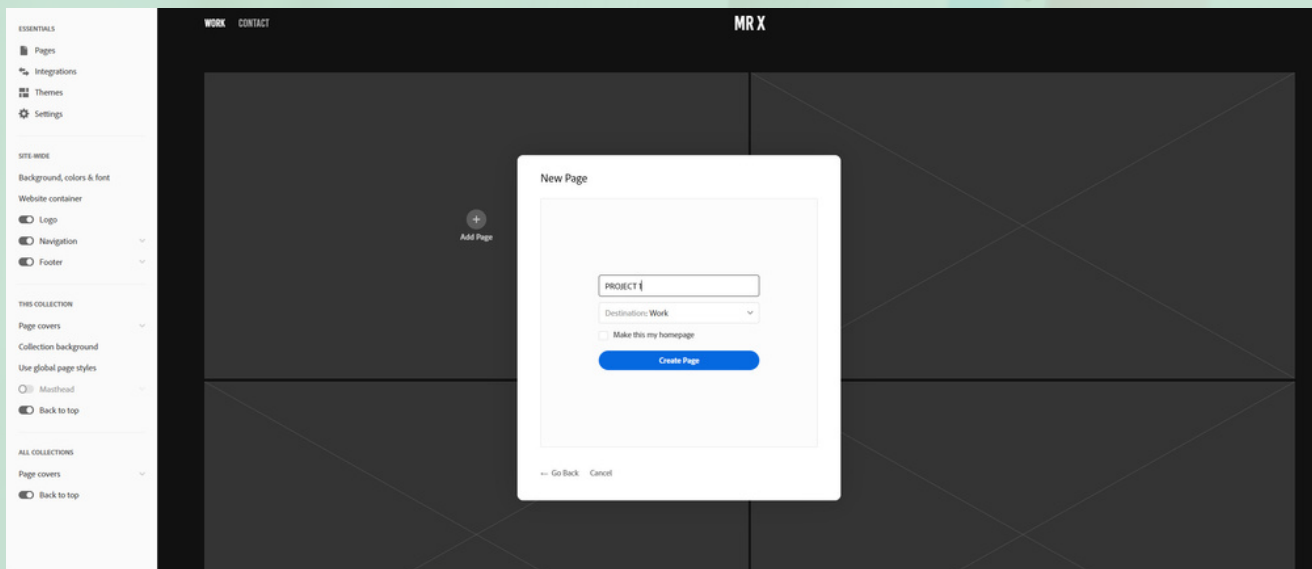 ESSENTIALS
Pages
Integrations
Themes
Settings
SITE-WIDE
Background, colors & font
Website container
Logo
Navigation
Footer
THIS COLLECTION
Page covers
Collection background
Use global page styles
Masthead
Back to top
ALL COLLECTIONS
Page covers
Back to top
WORK CONTACT
MR X
Add Page
New Page
PROJECT 1
Destination: Work
Make this my homepage
Create Page
← Go Back Cancel